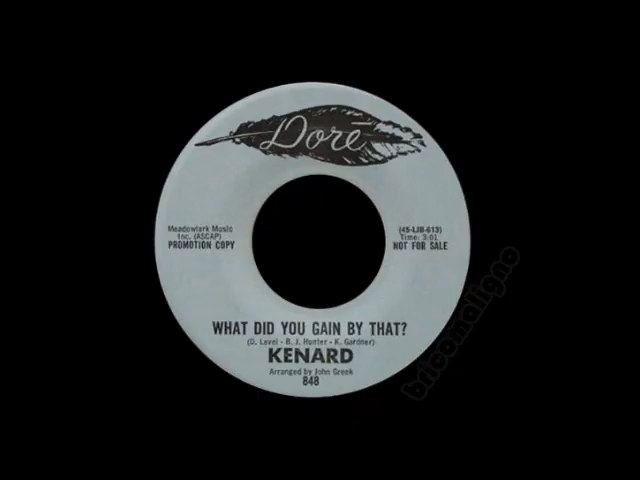 Doré
Meadowlark Music
Inc. (ASCAP)
PROMOTION COPY
(45-LJB-613)
Time: 3:01
NOT FOR SALE
WHAT DID YOU GAIN BY THAT?
(D. Level - B. J. Hunter - K. Gardner)
KENARD
Arranged by John Greek
848
bricomaligno